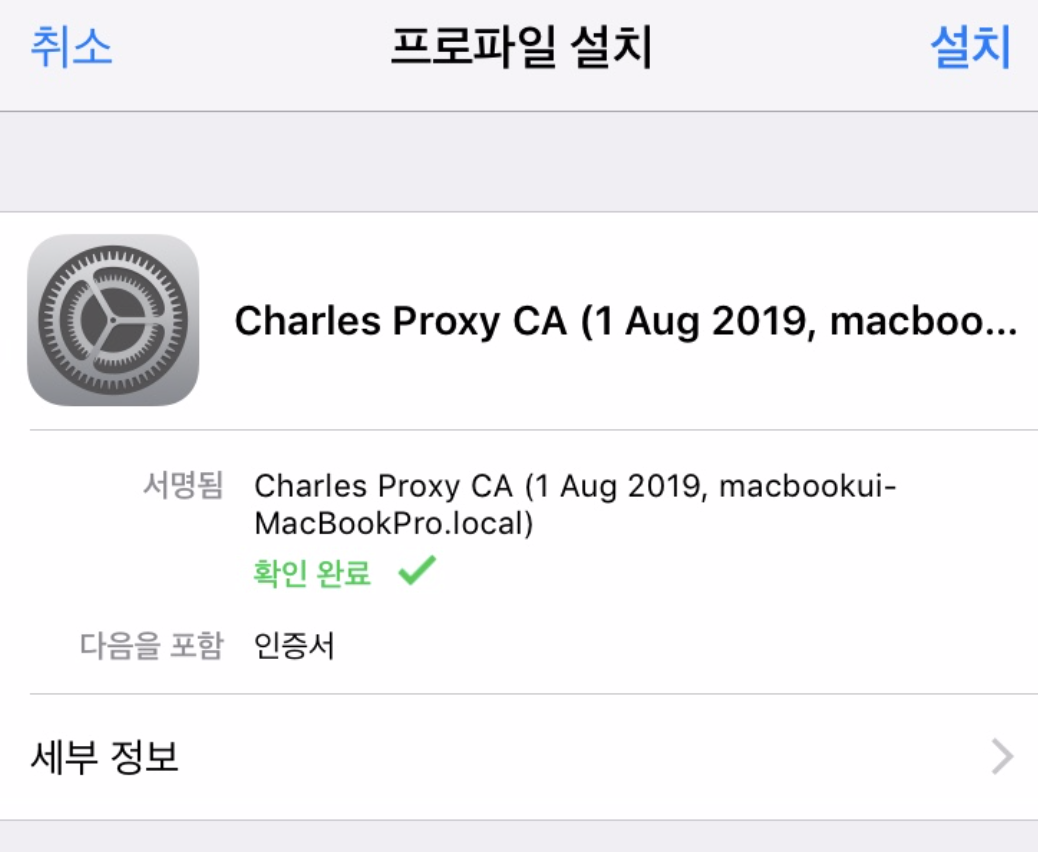 취소
프로파일 설치
설치
Charles Proxy CA (1 Aug 2019, macboo...
서명됨
Charles Proxy CA (1 Aug 2019, macbookui-
MacBookPro.local)
확인 완료
다음을 포함
인증서
세부 정보